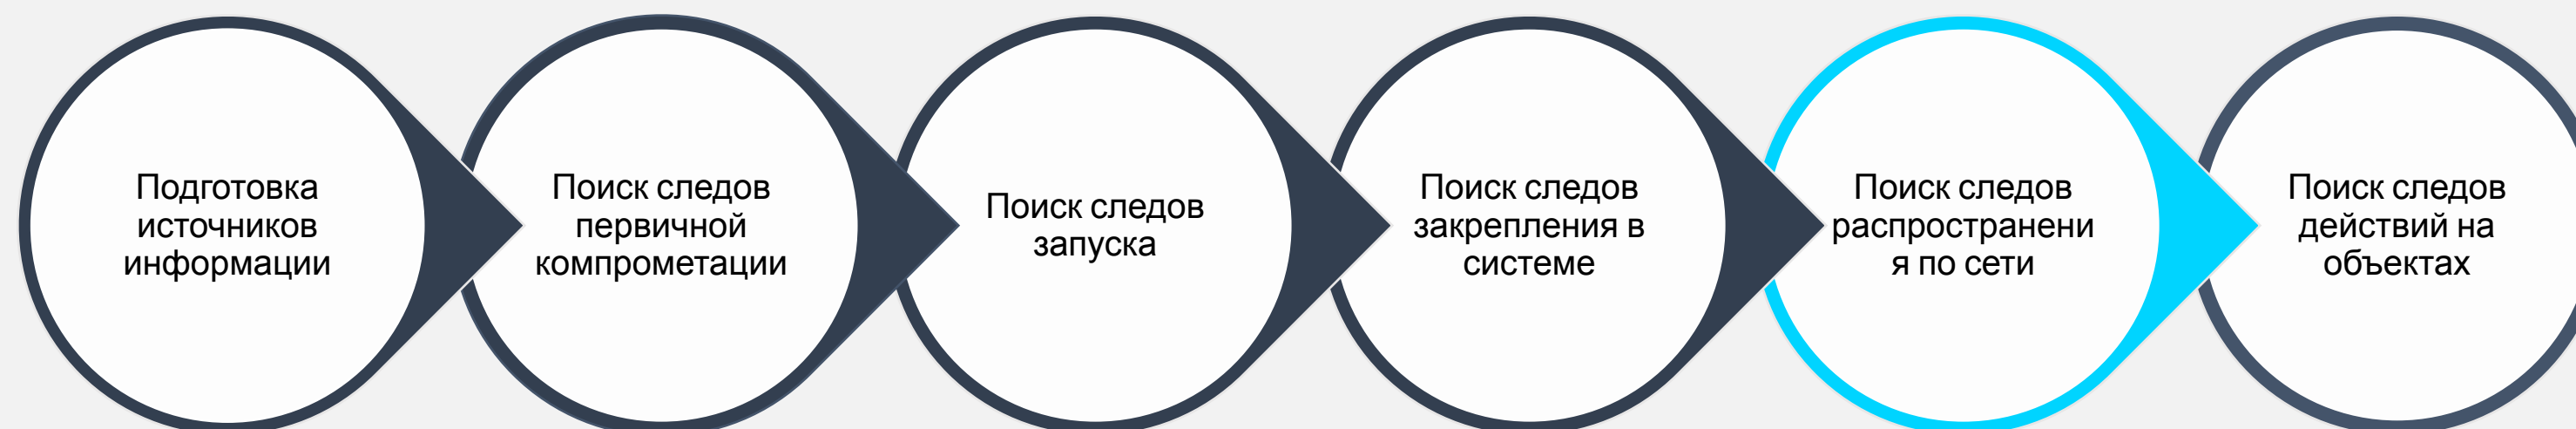 Подготовка
источников
информации
Поиск следов
первичной
компрометации
Поиск следов
запуска
Поиск следов
закрепления в
системе
Поиск следов
распространени
я по сети
Поиск следов
действий на
объектах